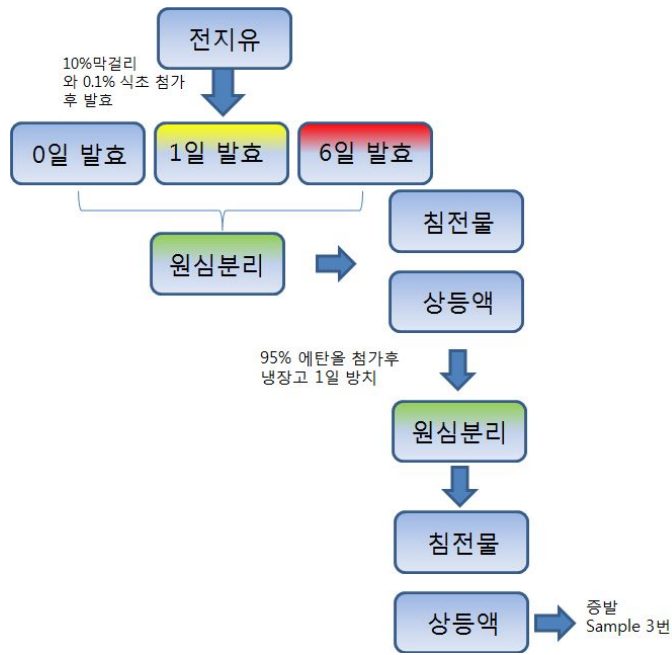 전지유
10%막걸리
와 0.1% 식초 첨가
후 발효
0일 발효
1일 발효
6일 발효
원심분리
침전물
상등액
95% 에탄올 첨가후
냉장고 1일 방치
원심분리
침전물
상등액
증발
Sample 3번